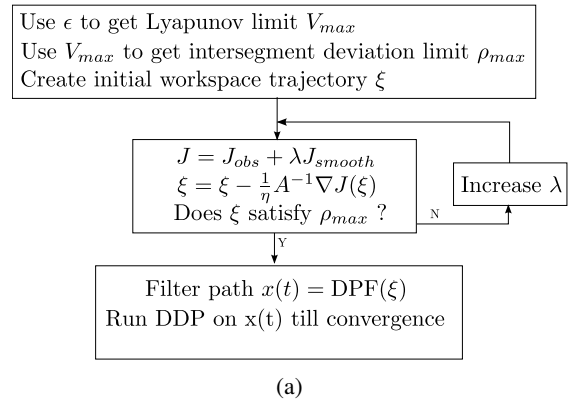 Use ϵ to get Lyapunov limit V_max
Use V_max to get intersegment deviation limit ρ_max
Create initial workspace trajectory ξ
J = J_obs + λJ_smooth
ξ = ξ − 1/η A⁻¹∇J(ξ)
Does ξ satisfy ρ_max ?
Increase λ
N
Y
Filter path x(t) = DPF(ξ)
Run DDP on x(t) till convergence
(a)